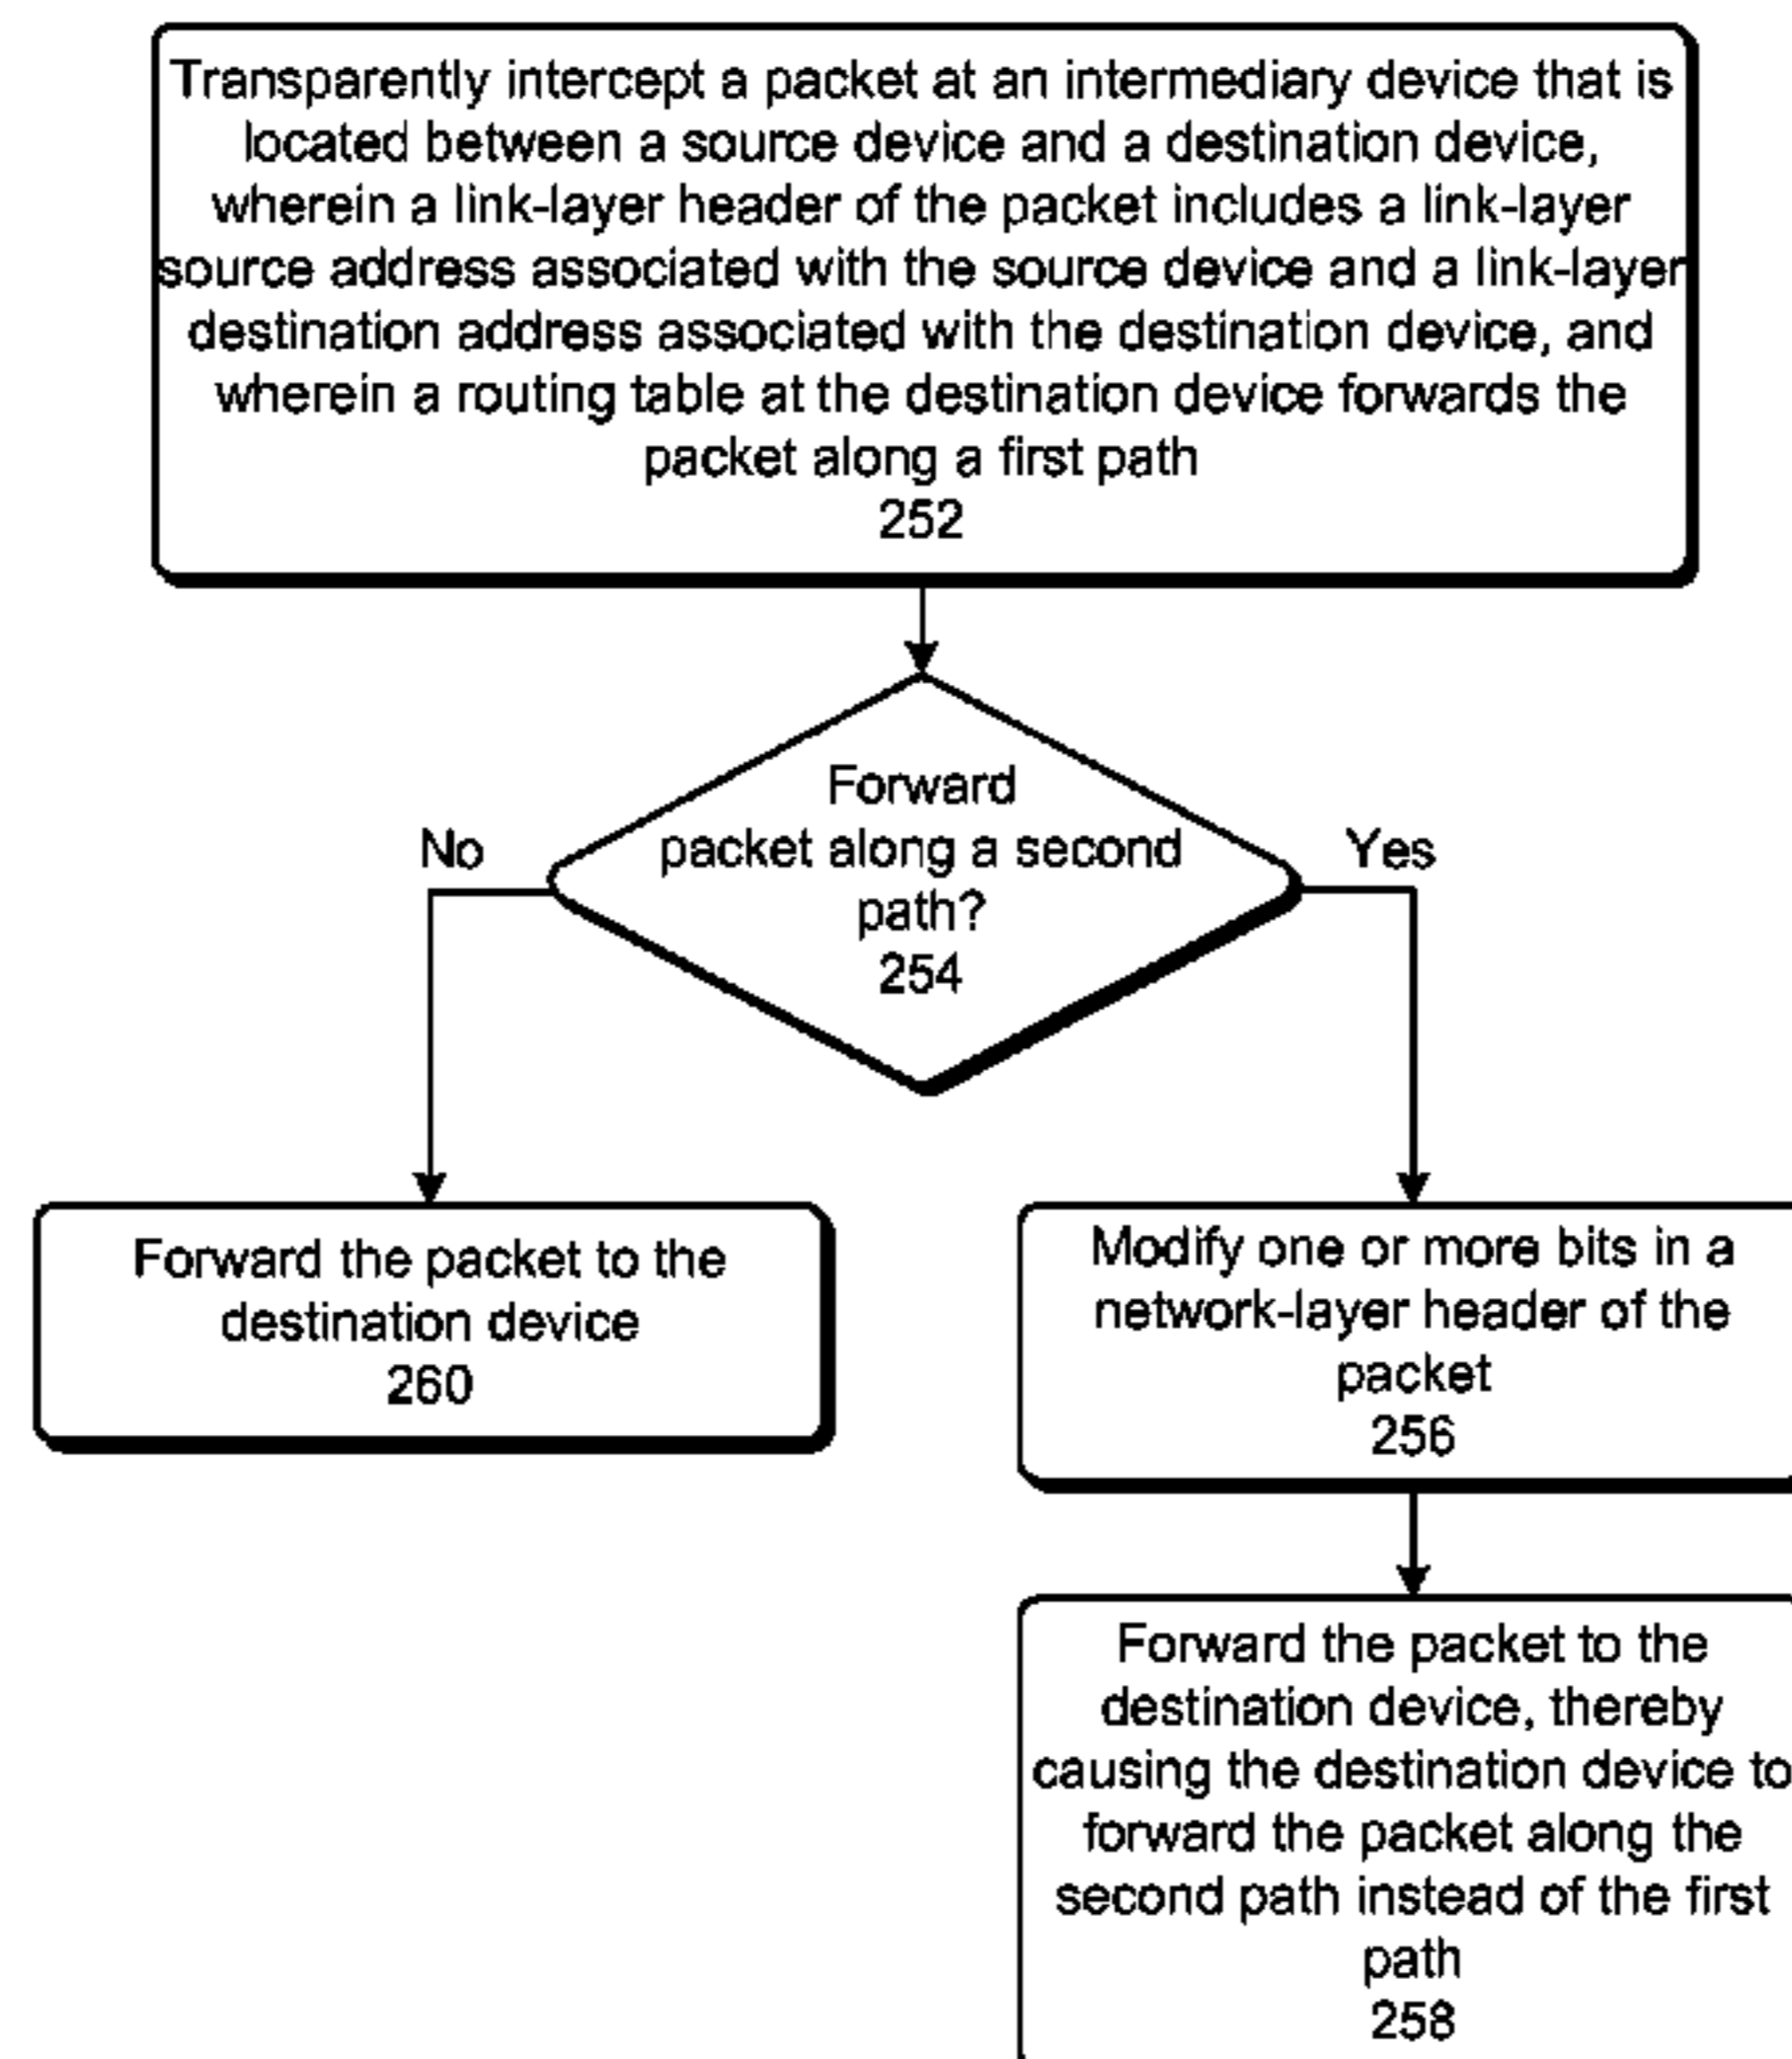 Transparently intercept a packet at an intermediary device that is
located between a source device and a destination device,
wherein a link-layer header of the packet includes a link-layer
source address associated with the source device and a link-layer
destination address associated with the destination device, and
wherein a routing table at the destination device forwards the
packet along a first path
252
Forward
packet along a second
path?
254
No
Yes
Forward the packet to the
destination device
260
Modify one or more bits in a
network-layer header of the
packet
256
Forward the packet to the
destination device, thereby
causing the destination device to
forward the packet along the
second path instead of the first
path
258